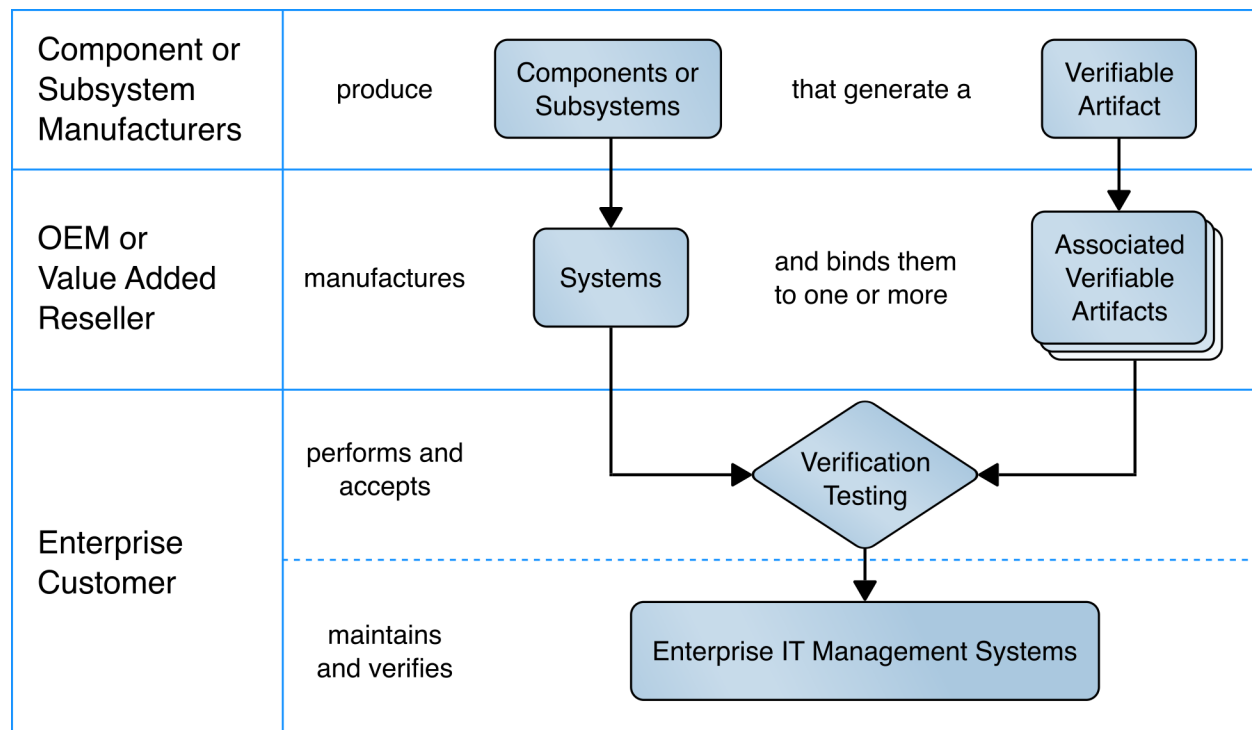 Component or
Subsystem
Manufacturers
produce
Components or
Subsystems
that generate a
Verifiable
Artifact
OEM or
Value Added
Reseller
manufactures
Systems
and binds them
to one or more
Associated
Verifiable
Artifacts
Enterprise
Customer
performs and
accepts
Verification
Testing
maintains
and verifies
Enterprise IT Management Systems